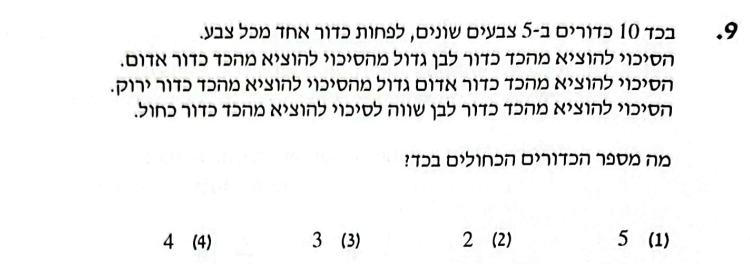 9. בכד 10 כדורים ב-5 צבעים שונים, לפחות כדור אחד מכל צבע.
הסיכוי להוציא מהכד כדור לבן גדול מהסיכוי להוציא מהכד כדור אדום.
הסיכוי להוציא מהכד כדור אדום גדול מהסיכוי להוציא מהכד כדור ירוק.
הסיכוי להוציא מהכד כדור לבן שווה לסיכוי להוציא מהכד כדור כחול.
מה מספר הכדורים הכחולים בכד?
(1) 5 (2) 2 (3) 3 (4) 4